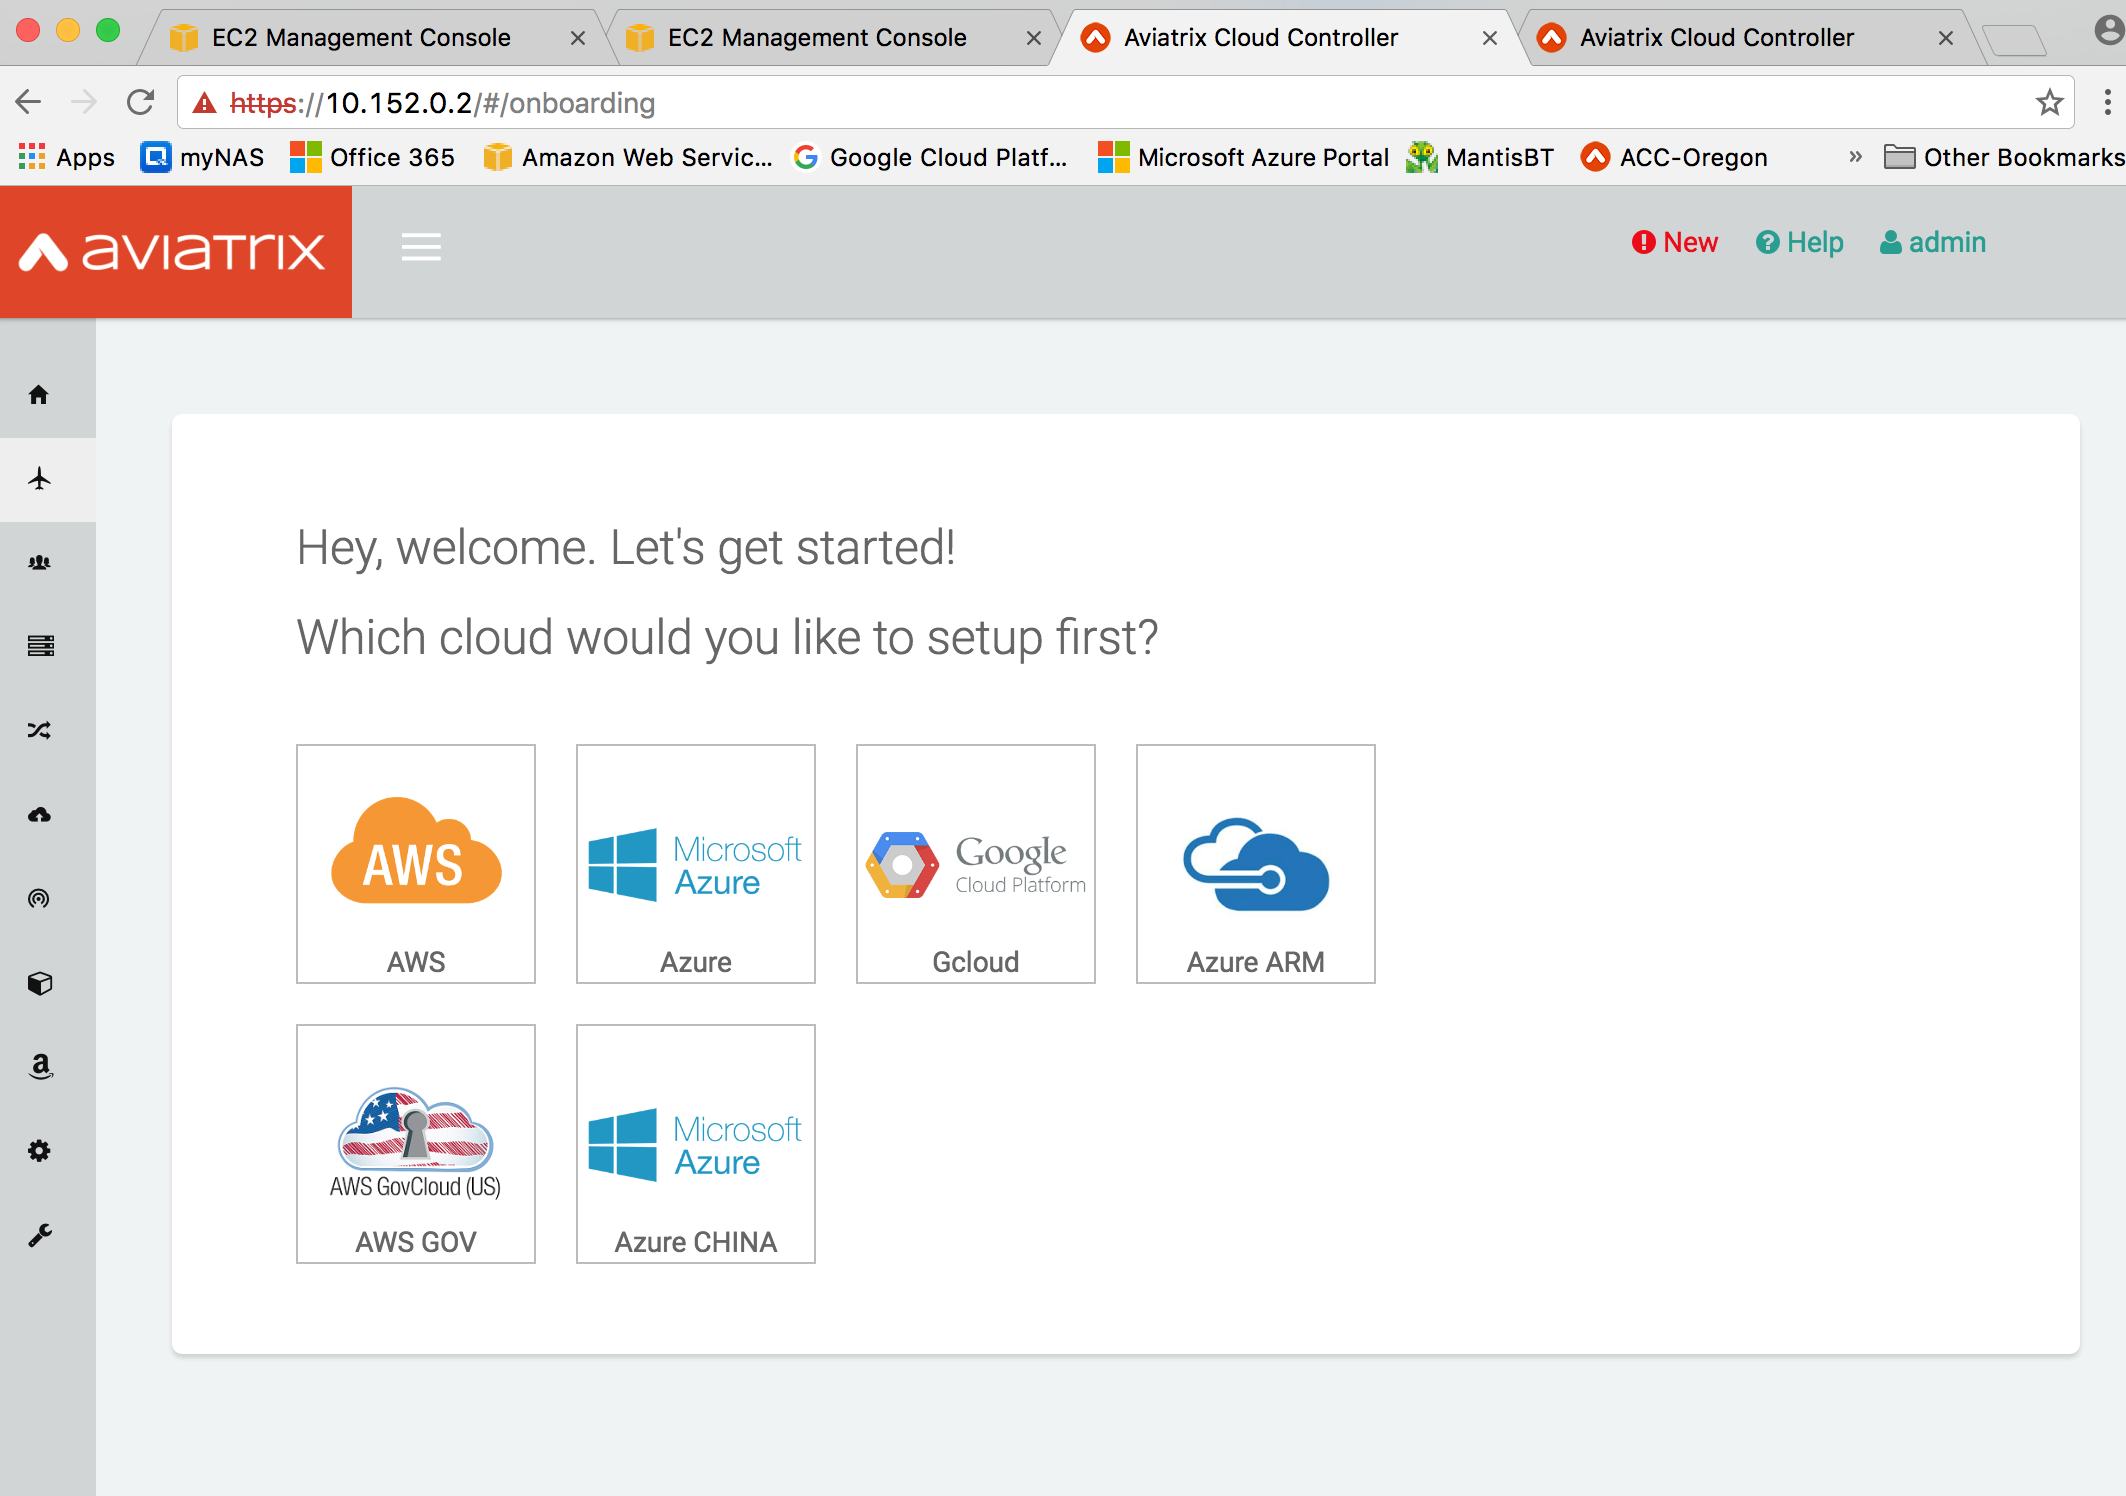 EC2 Management Console
EC2 Management Console
Aviatrix Cloud Controller
Aviatrix Cloud Controller
https://10.152.0.2/#/onboarding
Apps
myNAS
Office 365
Amazon Web Servic...
Google Cloud Platf...
Microsoft Azure Portal
MantisBT
ACC-Oregon
»
Other Bookmarks
aviatrix
New
Help
admin
Hey, welcome. Let's get started!
Which cloud would you like to setup first?
AWS
AWS
Microsoft
Azure
Azure
Google
Cloud Platform
Gcloud
Azure ARM
AWS GovCloud (US)
AWS GOV
Microsoft
Azure
Azure CHINA